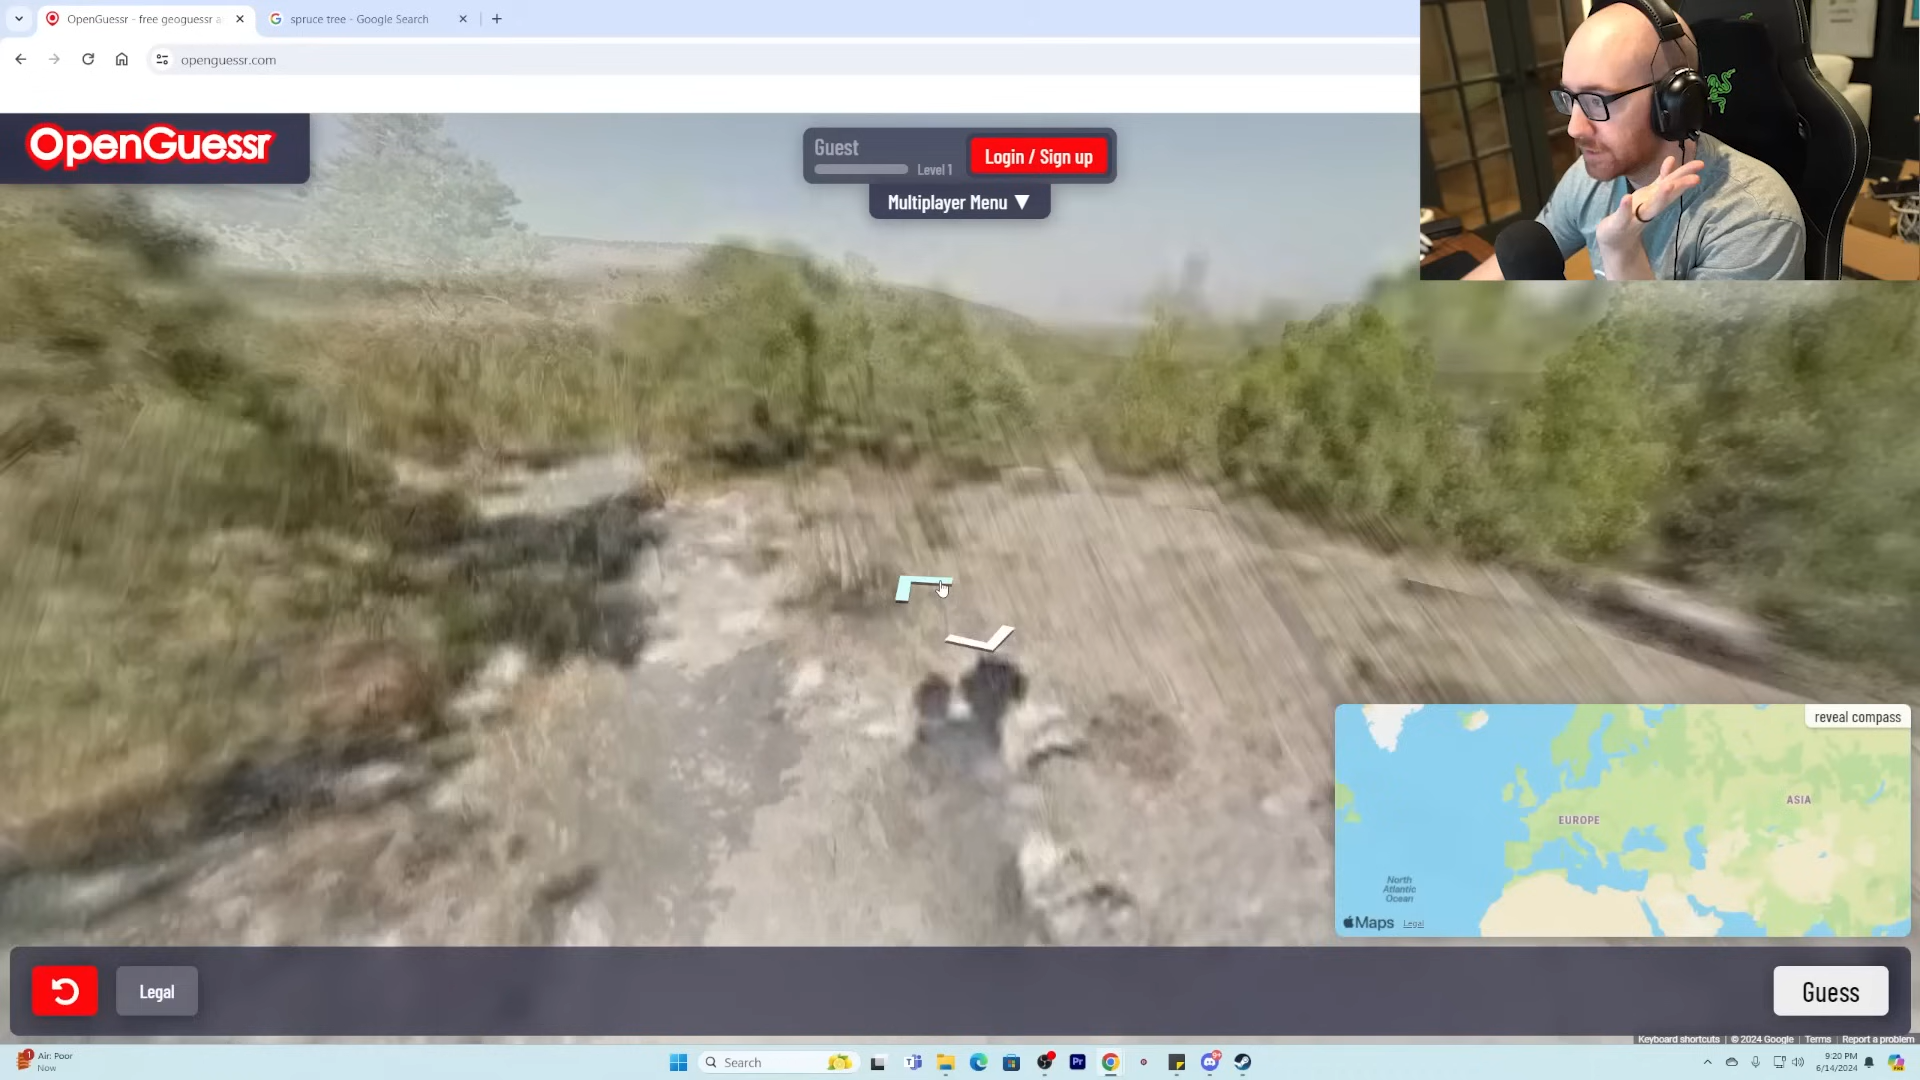 OpenGuessr - free geoguessr a
spruce tree - Google Search
openguessr.com
OpenGuessr
Guest
Level 1
Login / Sign up
Multiplayer Menu ▼
reveal compass
ASIA
EUROPE
North
Atlantic
Ocean
Maps
Legal
Legal
Guess
Keyboard shortcuts
© 2024 Google
Terms
Report a problem
1
Air: Poor
Now
Search
Pr
9:20 PM
6/14/2024